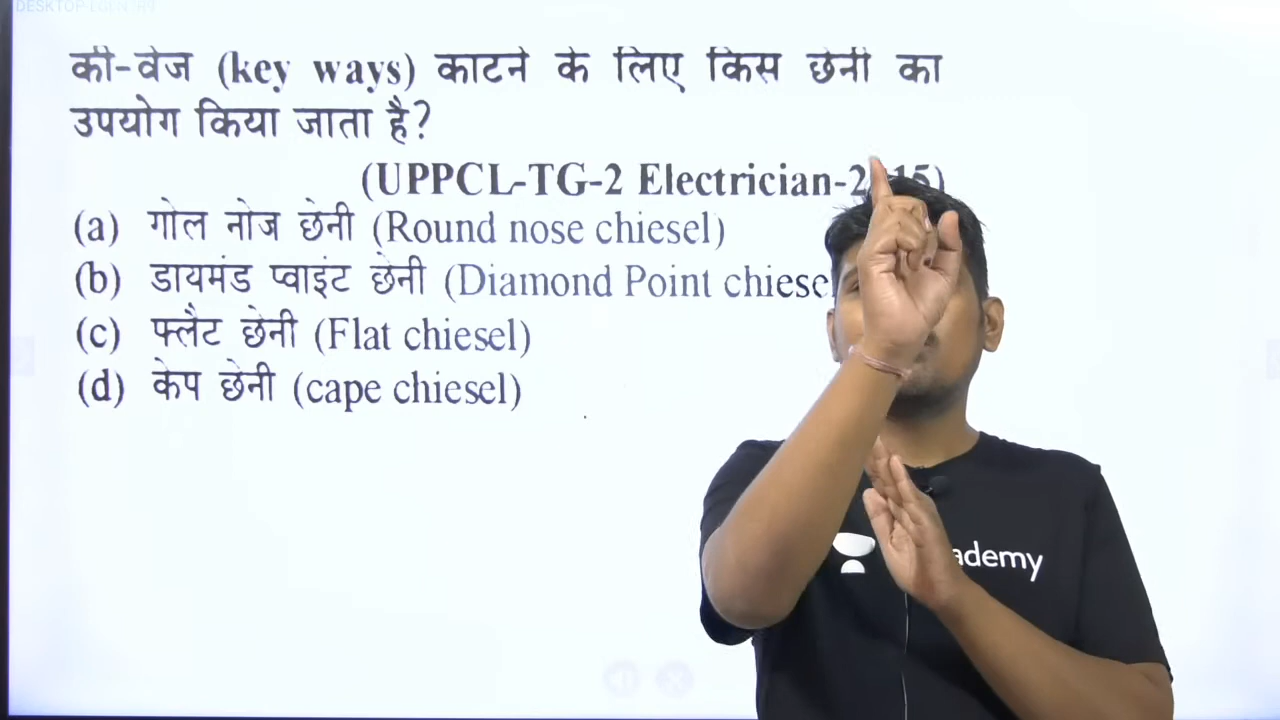 की-वेज (key ways) काटने के लिए किस छेनी का
उपयोग किया जाता है?
(UPPCL-TG-2 Electrician-2015)
(a) गोल नोज छेनी (Round nose chiesel)
(b) डायमंड प्वाइंट छेनी (Diamond Point chiese
(c) फ्लैट छेनी (Flat chiesel)
(d) केप छेनी (cape chiesel)
ademy